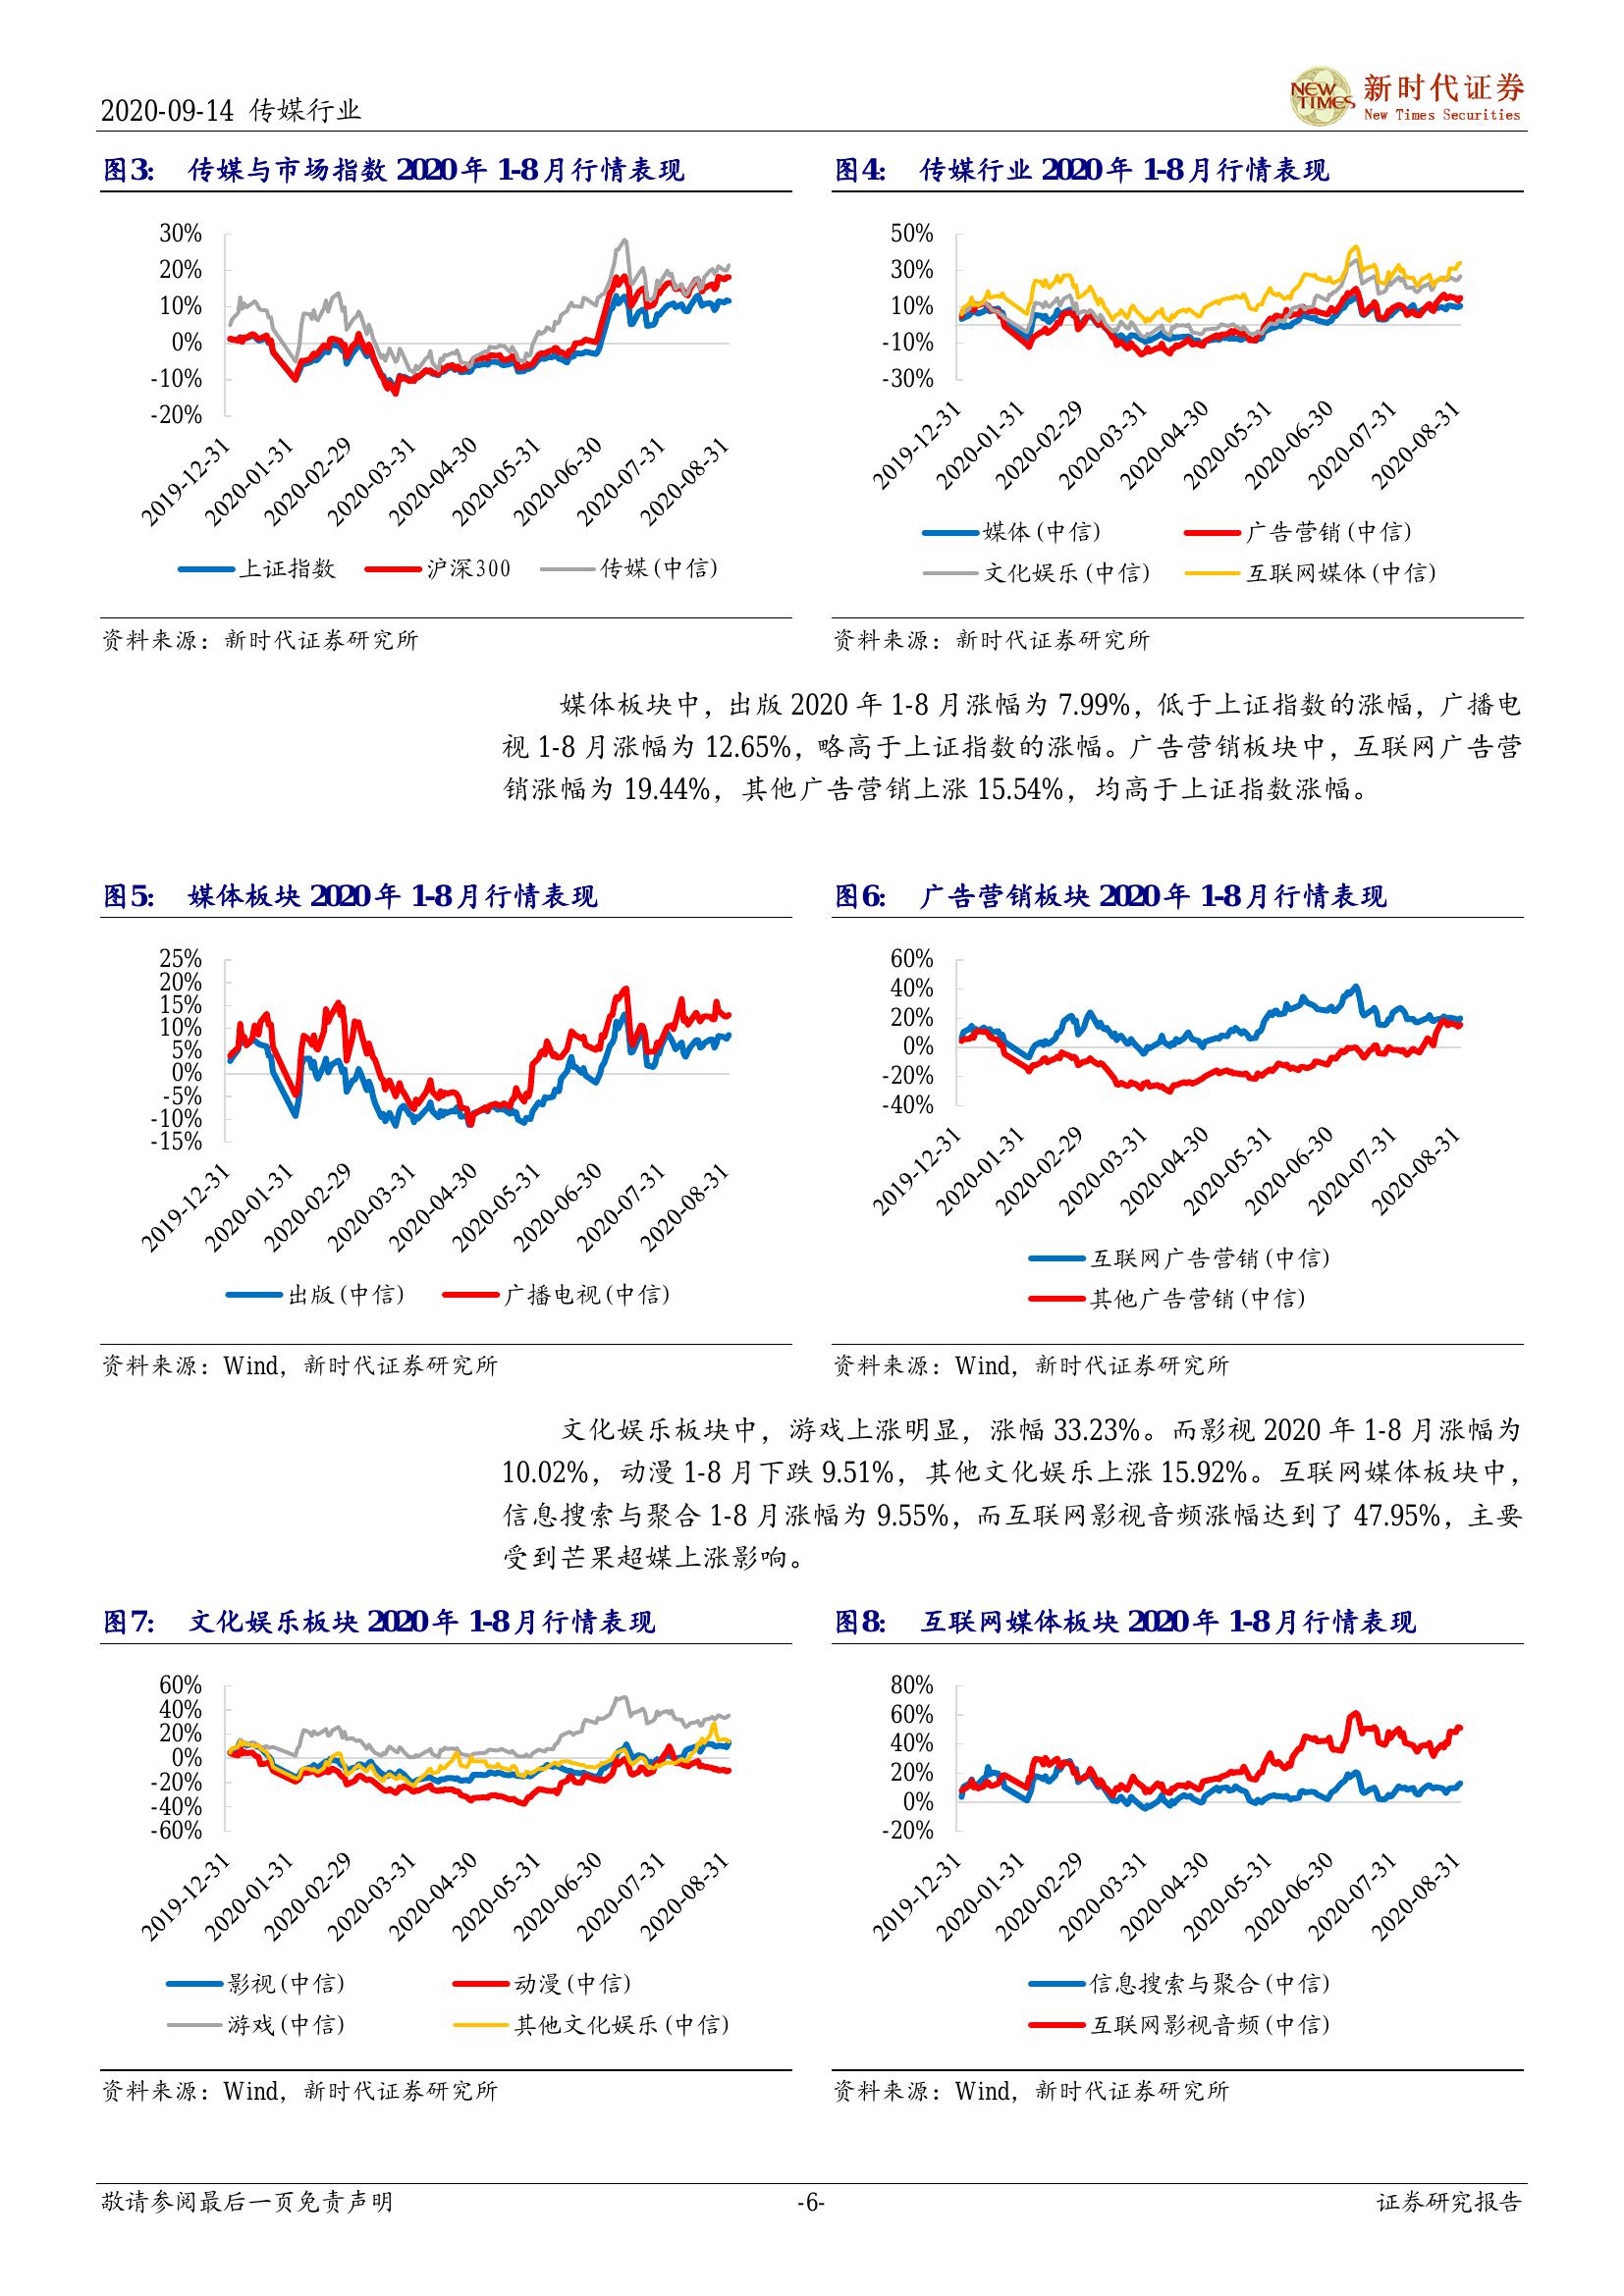 2020-09-14 传媒行业
NEW TIMES 新时代证券
New Times Securities
图3: 传媒与市场指数 2020 年 1-8 月行情表现
30%
20%
10%
0%
-10%
-20%
2019-12-31
2020-01-31
2020-02-29
2020-03-31
2020-04-30
2020-05-31
2020-06-30
2020-07-31
2020-08-31
上证指数 沪深300 传媒(中信)
资料来源：新时代证券研究所
图4: 传媒行业 2020 年 1-8 月行情表现
50%
30%
10%
-10%
-30%
2019-12-31
2020-01-31
2020-02-29
2020-03-31
2020-04-30
2020-05-31
2020-06-30
2020-07-31
2020-08-31
媒体(中信) 广告营销(中信)
文化娱乐(中信) 互联网媒体(中信)
资料来源：新时代证券研究所
媒体板块中，出版 2020 年 1-8 月涨幅为 7.99%，低于上证指数的涨幅，广播电
视 1-8 月涨幅为 12.65%，略高于上证指数的涨幅。广告营销板块中，互联网广告营
销涨幅为 19.44%，其他广告营销上涨 15.54%，均高于上证指数涨幅。
图5: 媒体板块 2020 年 1-8 月行情表现
25%
20%
15%
10%
5%
0%
-5%
-10%
-15%
2019-12-31
2020-01-31
2020-02-29
2020-03-31
2020-04-30
2020-05-31
2020-06-30
2020-07-31
2020-08-31
出版(中信) 广播电视(中信)
资料来源：Wind，新时代证券研究所
图6: 广告营销板块 2020 年 1-8 月行情表现
60%
40%
20%
0%
-20%
-40%
2019-12-31
2020-01-31
2020-02-29
2020-03-31
2020-04-30
2020-05-31
2020-06-30
2020-07-31
2020-08-31
互联网广告营销(中信)
其他广告营销(中信)
资料来源：Wind，新时代证券研究所
文化娱乐板块中，游戏上涨明显，涨幅 33.23%。而影视 2020 年 1-8 月涨幅为
10.02%，动漫 1-8 月下跌 9.51%，其他文化娱乐上涨 15.92%。互联网媒体板块中，
信息搜索与聚合 1-8 月涨幅为 9.55%，而互联网影视音频涨幅达到了 47.95%，主要
受到芒果超媒上涨影响。
图7: 文化娱乐板块 2020 年 1-8 月行情表现
60%
40%
20%
0%
-20%
-40%
-60%
2019-12-31
2020-01-31
2020-02-29
2020-03-31
2020-04-30
2020-05-31
2020-06-30
2020-07-31
2020-08-31
影视(中信) 动漫(中信)
游戏(中信) 其他文化娱乐(中信)
资料来源：Wind，新时代证券研究所
图8: 互联网媒体板块 2020 年 1-8 月行情表现
80%
60%
40%
20%
0%
-20%
2019-12-31
2020-01-31
2020-02-29
2020-03-31
2020-04-30
2020-05-31
2020-06-30
2020-07-31
2020-08-31
信息搜索与聚合(中信)
互联网影视音频(中信)
资料来源：Wind，新时代证券研究所
敬请参阅最后一页免责声明 -6- 证券研究报告